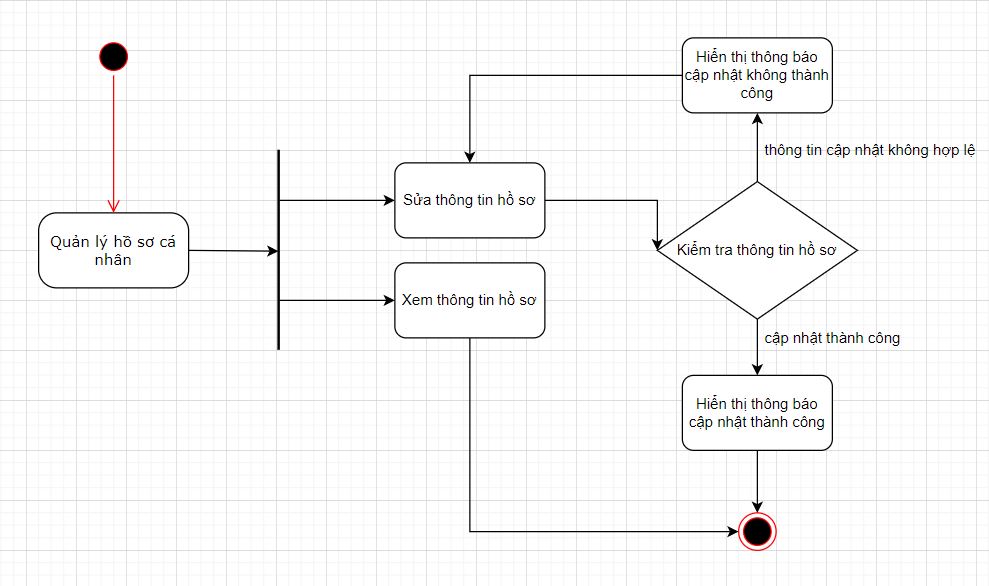 Hiển thị thông báo
cập nhật không thành
công
thông tin cập nhật không hợp lệ
Sửa thông tin hồ sơ
Quản lý hồ sơ cá
nhân
Kiểm tra thông tin hồ sơ
Xem thông tin hồ sơ
cập nhật thành công
Hiển thị thông báo
cập nhật thành công